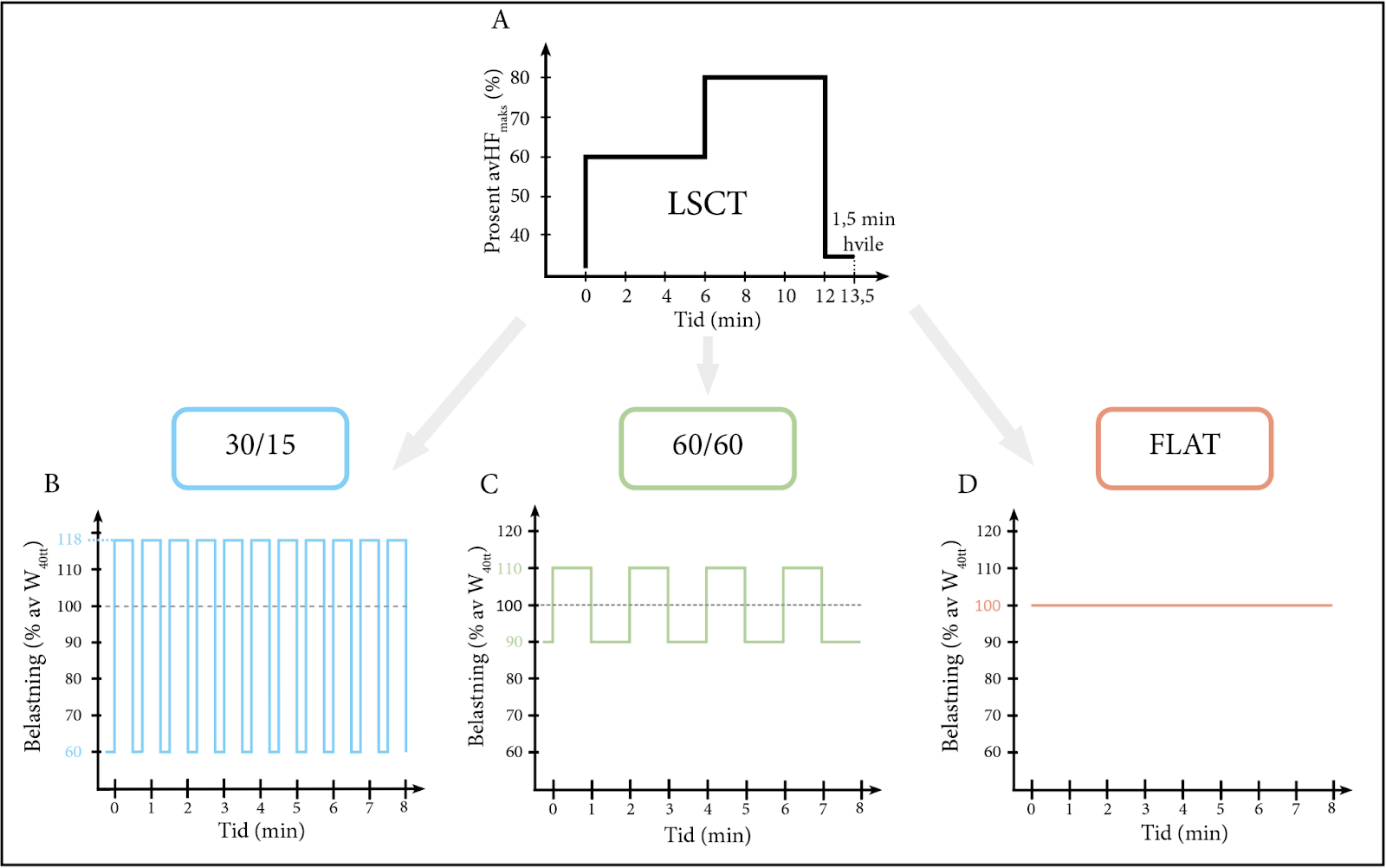 A
Prosent avHFmaks (%)
80
70
60
50
40
LSCT
1,5 min
hvile
0 2 4 6 8 10 12 13,5
Tid (min)
30/15
60/60
FLAT
B
Belastning (% av W40tt)
118
110
100
90
80
70
60
0 1 2 3 4 5 6 7 8
Tid (min)
C
Belastning (% av W40tt)
120
110
100
90
80
70
60
0 1 2 3 4 5 6 7 8
Tid (min)
D
Belastning (% av W40tt)
120
110
100
90
80
70
60
0 1 2 3 4 5 6 7 8
Tid (min)